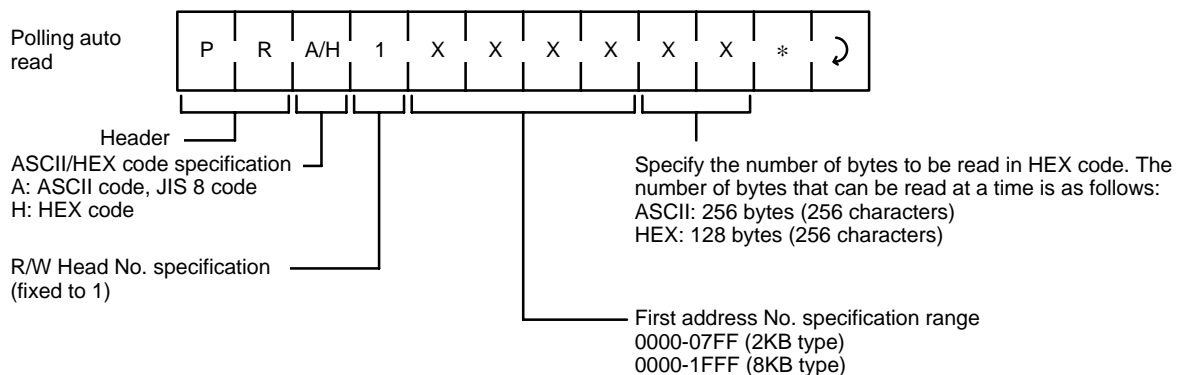 Polling auto
read
P R A/H 1 X X X X X X *
Header
ASCII/HEX code specification
A: ASCII code, JIS 8 code
H: HEX code
R/W Head No. specification
(fixed to 1)
Specify the number of bytes to be read in HEX code. The
number of bytes that can be read at a time is as follows:
ASCII: 256 bytes (256 characters)
HEX: 128 bytes (256 characters)
First address No. specification range
0000-07FF (2KB type)
0000-1FFF (8KB type)